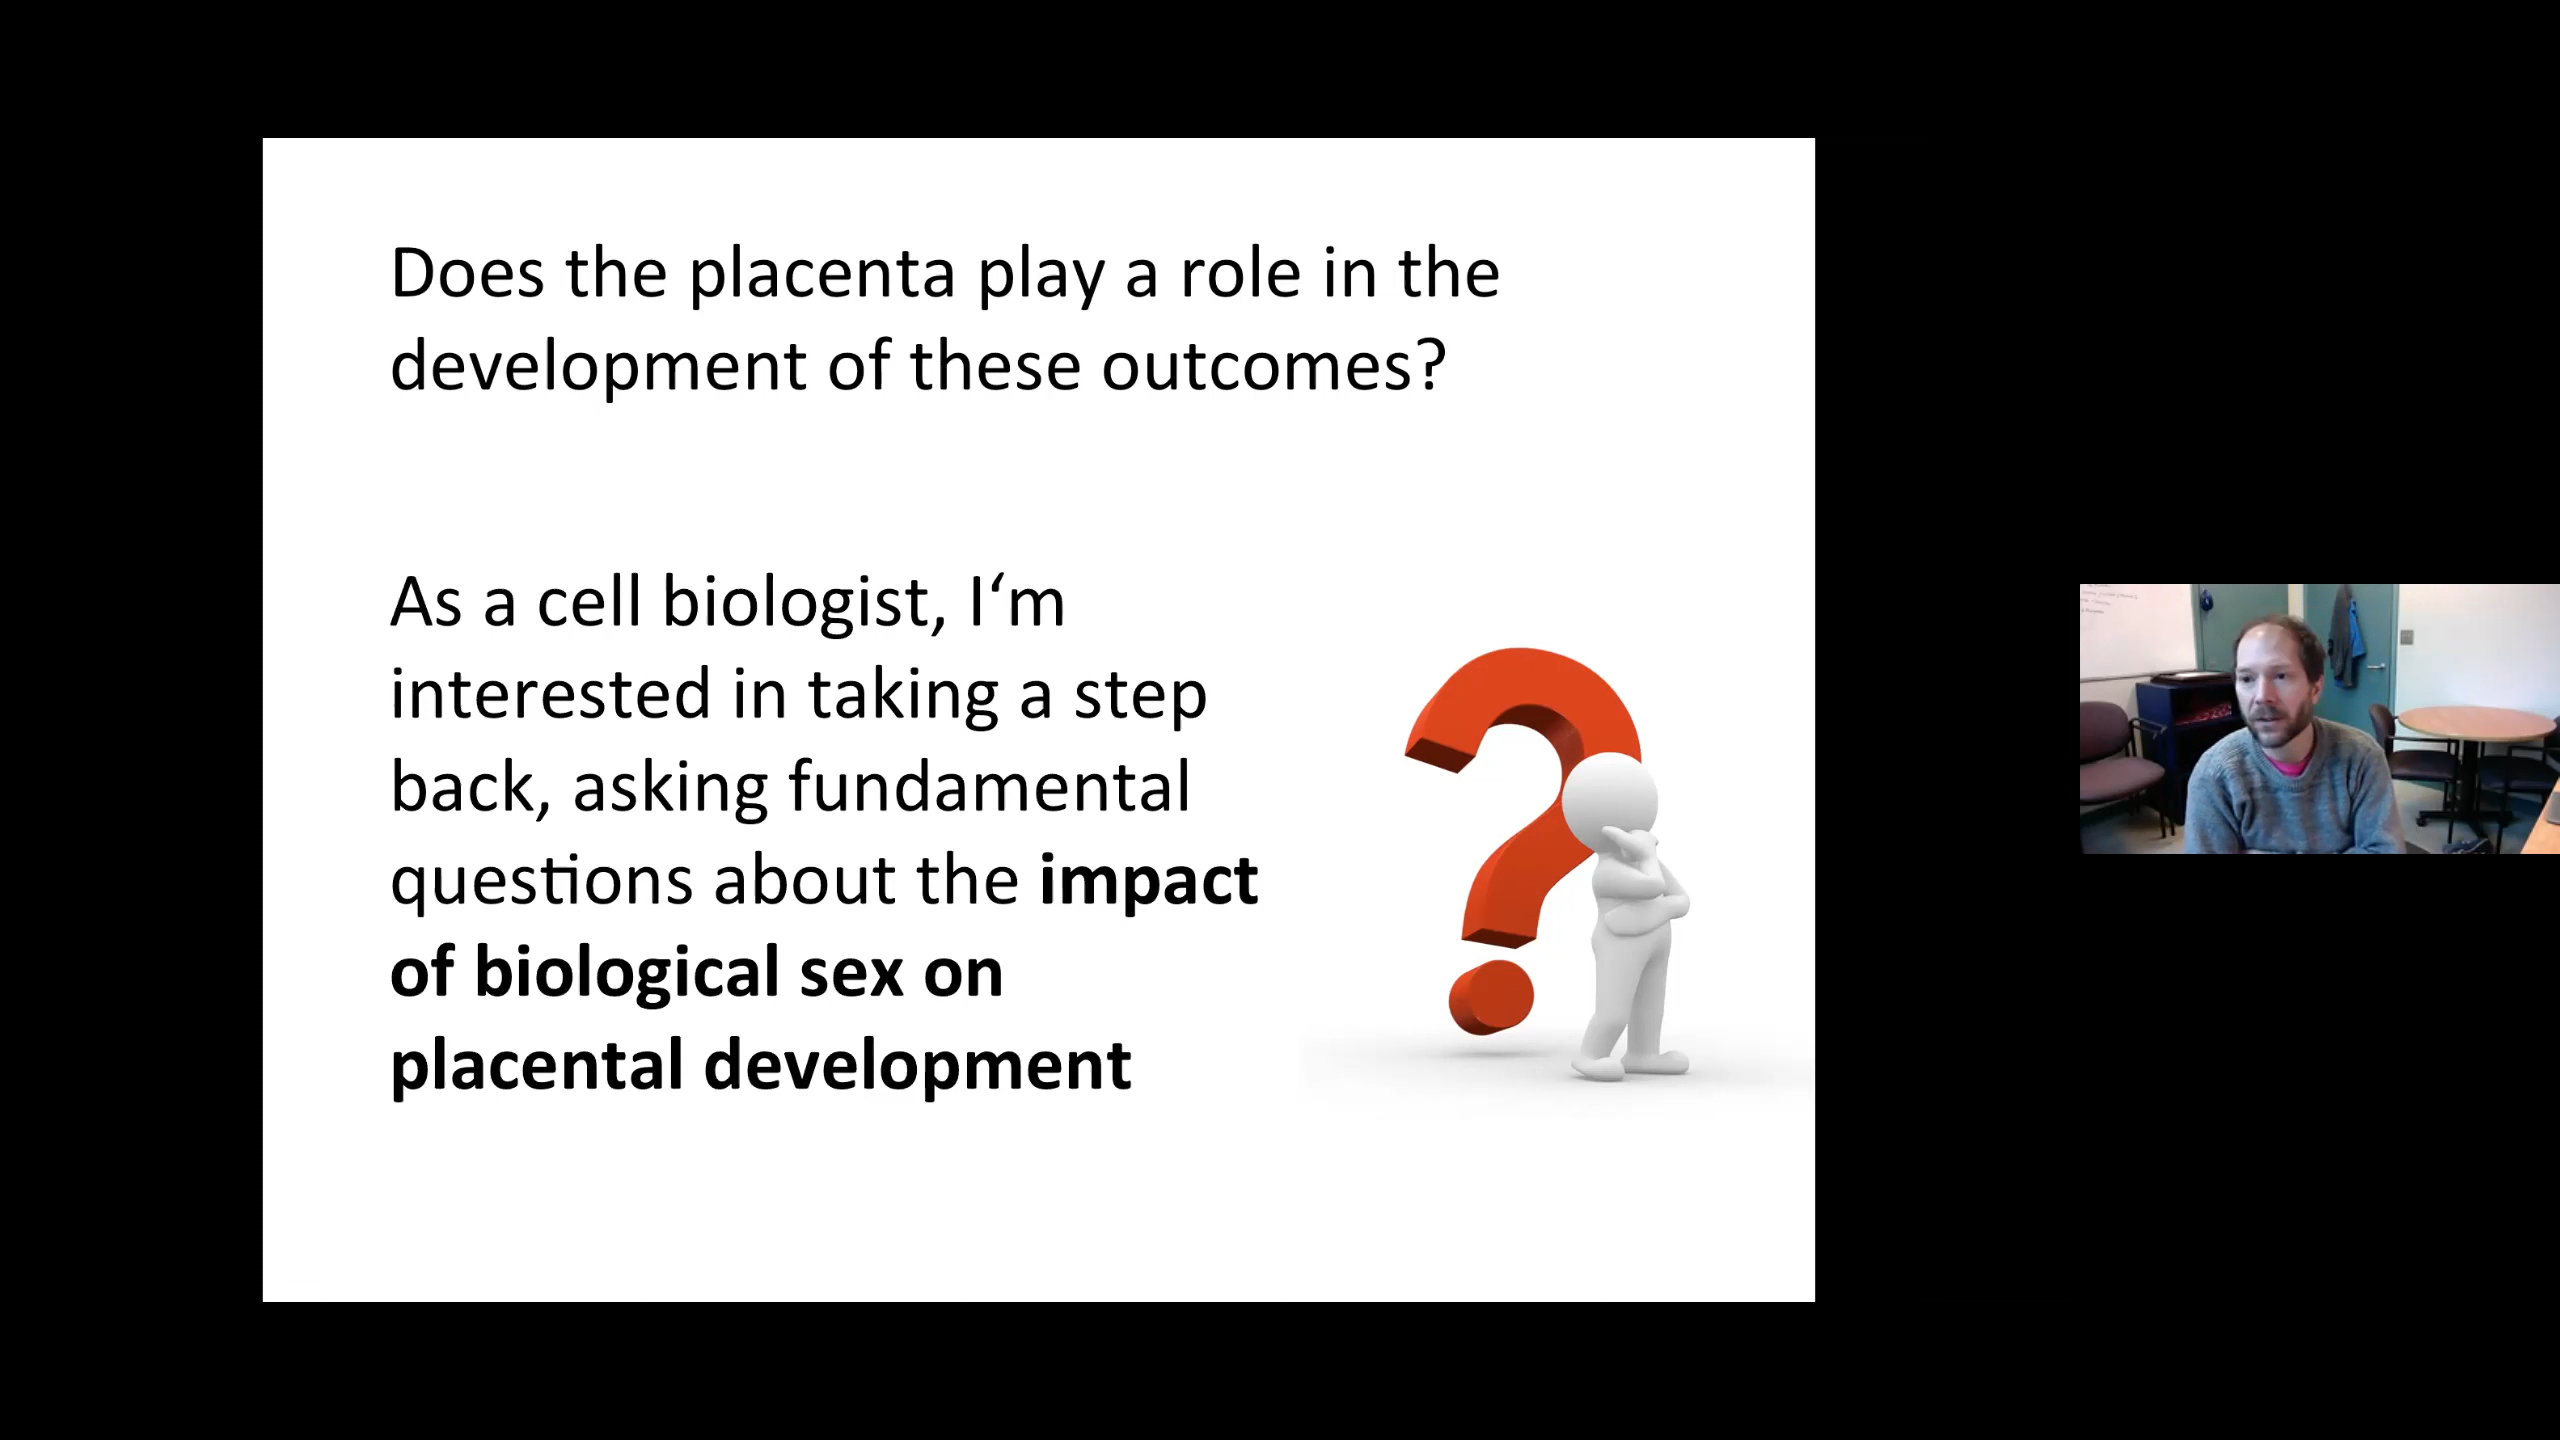 Does the placenta play a role in the
development of these outcomes?
As a cell biologist, I‘m
interested in taking a step
back, asking fundamental
questions about the impact
of biological sex on
placental development